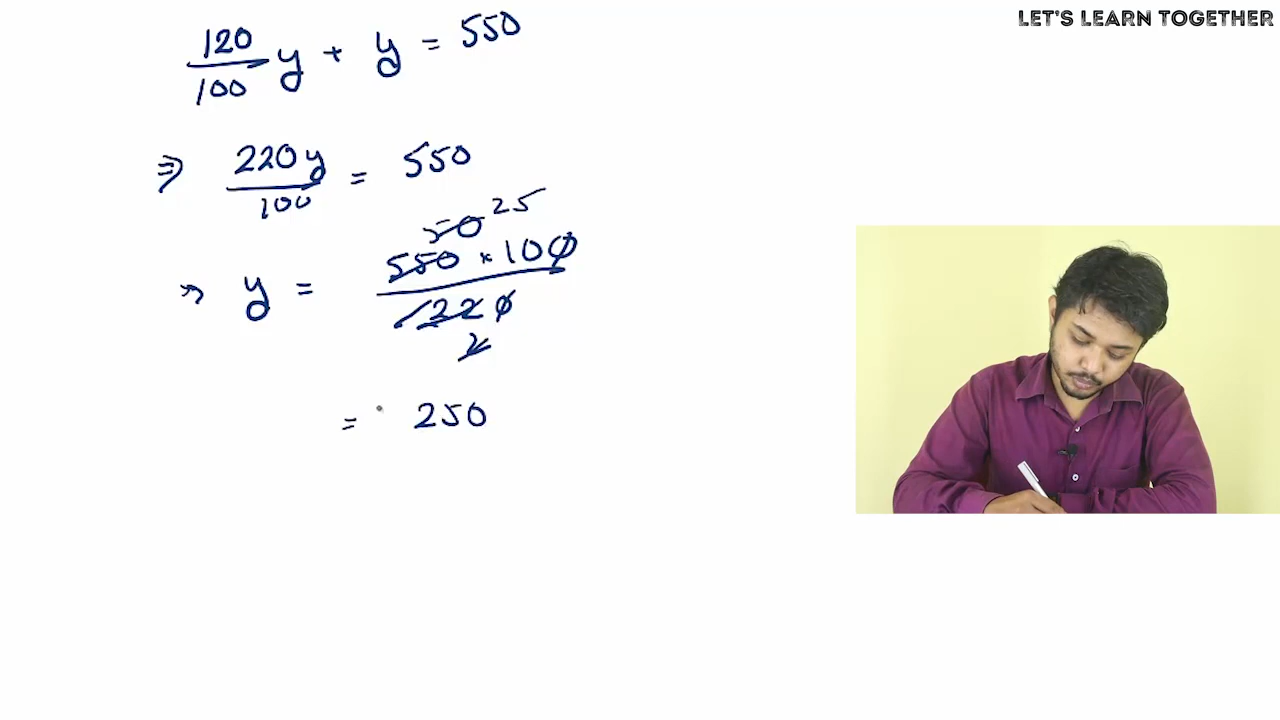 LET'S LEARN TOGETHER
120/100 y + y = 550
⇒ 220y/100 = 550
50 25
⇒ y = 550 × 100 / 220
2
= 250